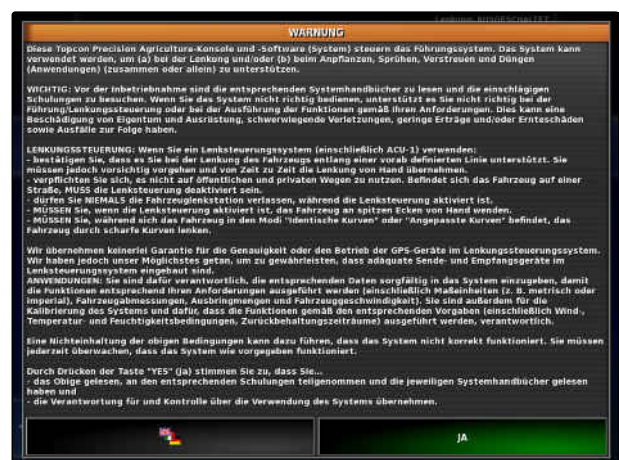 Lenkung AUSGESCHALTET
WARNUNG
Diese Topcon Precision Agriculture-Konsole und -Software (System) steuern das Führungssystem. Das System kann
verwendet werden, um (a) bei der Lenkung und/oder (b) beim Anpflanzen, Sprühen, Verstreuen und Düngen
(Anwendungen) (zusammen oder allein) zu unterstützen.
WICHTIG: Vor der Inbetriebnahme sind die entsprechenden Systemhandbücher zu lesen und die einschlägigen
Schulungen zu besuchen. Wenn Sie das System nicht richtig bedienen, unterstützt es Sie nicht richtig bei der
Führung/Lenkungssteuerung oder bei der Ausführung der Funktionen gemäß Ihren Anforderungen. Dies kann eine
Beschädigung von Eigentum und Ausrüstung, schwerwiegende Verletzungen, geringe Erträge und/oder Ernteschäden
sowie Ausfälle zur Folge haben.
LENKUNGSSTEUERUNG: Wenn Sie ein Lenksteuerungssystem (einschließlich ACU-1) verwenden:
- bestätigen Sie, dass es Sie bei der Lenkung des Fahrzeugs entlang einer vorab definierten Linie unterstützt. Sie
müssen jedoch vorsichtig vorgehen und von Zeit zu Zeit die Lenkung von Hand übernehmen.
- verpflichten Sie sich, es nicht auf öffentlichen und privaten Wegen zu nutzen. Befindet sich das Fahrzeug auf einer
Straße, MUSS die Lenksteuerung deaktiviert sein.
- dürfen Sie NIEMALS die Fahrzeuglenkstation verlassen, während die Lenksteuerung aktiviert ist.
- MÜSSEN Sie, wenn die Lenksteuerung aktiviert ist, das Fahrzeug an spitzen Ecken von Hand wenden.
- MÜSSEN Sie, während sich das Fahrzeug in den Modi "Identische Kurven" oder "Angepasste Kurven" befindet, das
Fahrzeug durch scharfe Kurven lenken.
Wir übernehmen keinerlei Garantie für die Genauigkeit oder den Betrieb der GPS-Geräte im Lenkungssteuerungssystem.
Wir haben jedoch unser Möglichstes getan, um zu gewährleisten, dass adäquate Sende- und Empfangsgeräte im
Lenksteuerungssystem eingebaut sind.
ANWENDUNGEN: Sie sind dafür verantwortlich, die entsprechenden Daten sorgfältig in das System einzugeben, damit
die Funktionen entsprechend Ihren Anforderungen ausgeführt werden (einschließlich Maßeinheiten (z. B. metrisch oder
imperial), Fahrzeugabmessungen, Ausbringmengen und Fahrzeuggeschwindigkeit). Sie sind außerdem für die
Kalibrierung des Systems und dafür, dass die Funktionen gemäß den entsprechenden Vorgaben (einschließlich Wind-,
Temperatur- und Feuchtigkeitsbedingungen, Zurückbehaltungszeiträume) ausgeführt werden, verantwortlich.
Eine Nichteinhaltung der obigen Bedingungen kann dazu führen, dass das System nicht korrekt funktioniert. Sie müssen
jederzeit überwachen, dass das System wie vorgegeben funktioniert.
Durch Drücken der Taste "YES" (Ja) stimmen Sie zu, dass Sie...
- das Obige gelesen, an den entsprechenden Schulungen teilgenommen und die jeweiligen Systemhandbücher gelesen
haben und
- die Verantwortung für und Kontrolle über die Verwendung des Systems übernehmen.
JA